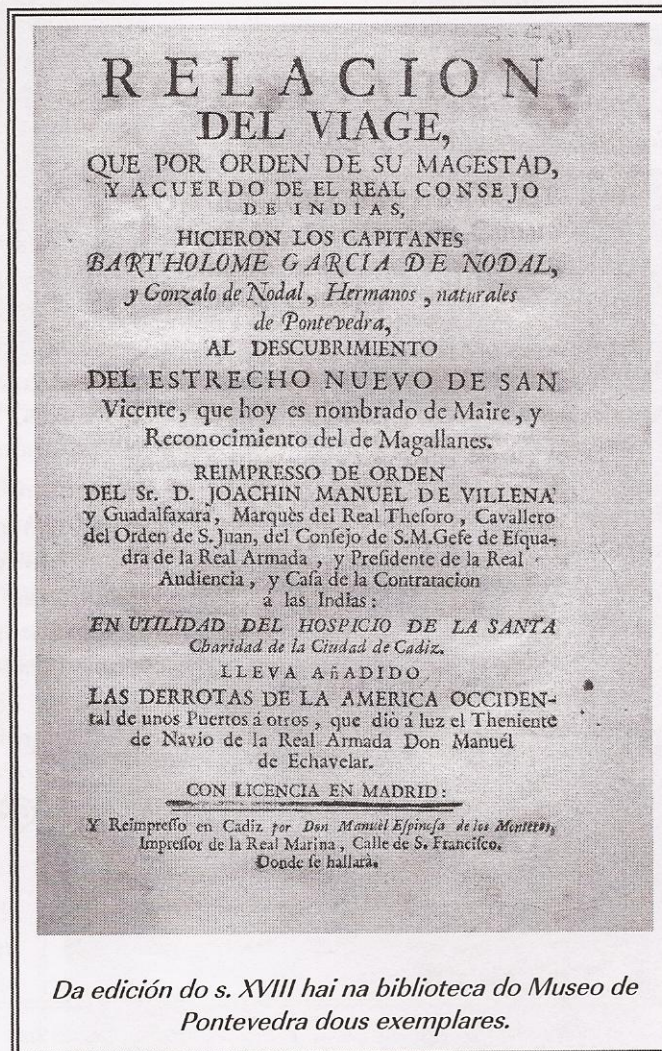 RELACION
DEL VIAGE,
QUE POR ORDEN DE SU MAGESTAD,
Y ACUERDO DE EL REAL CONSEJO
DE INDIAS,
HICIERON LOS CAPITANES
BARTHOLOME GARCIA DE NODAL,
y Gonzalo de Nodal, Hermanos, naturales
de Pontevedra,
AL DESCUBRIMIENTO
DEL ESTRECHO NUEVO DE SAN
Vicente, que hoy es nombrado de Maire, y
Reconocimiento del de Magallanes.
REIMPRESSO DE ORDEN
DEL Sr. D. JOACHIN MANUEL DE VILLENA
y Guadalfaxara, Marquès del Real Theſoro, Cavallero
del Orden de S. Juan, del Conſejo de S.M. Gefe de Eſqua-
dra de la Real Armada, y Preſidente de la Real
Audiencia, y Caſa de la Contratacion
à las Indias:
EN UTILIDAD DEL HOSPICIO DE LA SANTA
Charidad de la Ciudad de Cadiz.
LLEVA AñADIDO
LAS DERROTAS DE LA AMERICA OCCIDEN-
tal de unos Puertos á otros, que diò á luz el Theniente
de Navio de la Real Armada Don Manuél
de Echavelar.
CON LICENCIA EN MADRID:
Y Reimpreſſo en Cadiz por Don Manuèl Eſpinoſa de los Monteros,
Impreſſor de la Real Marina, Calle de S. Franciſco.
Donde ſe hallarà.
Da edición do s. XVIII hai na biblioteca do Museo de
Pontevedra dous exemplares.